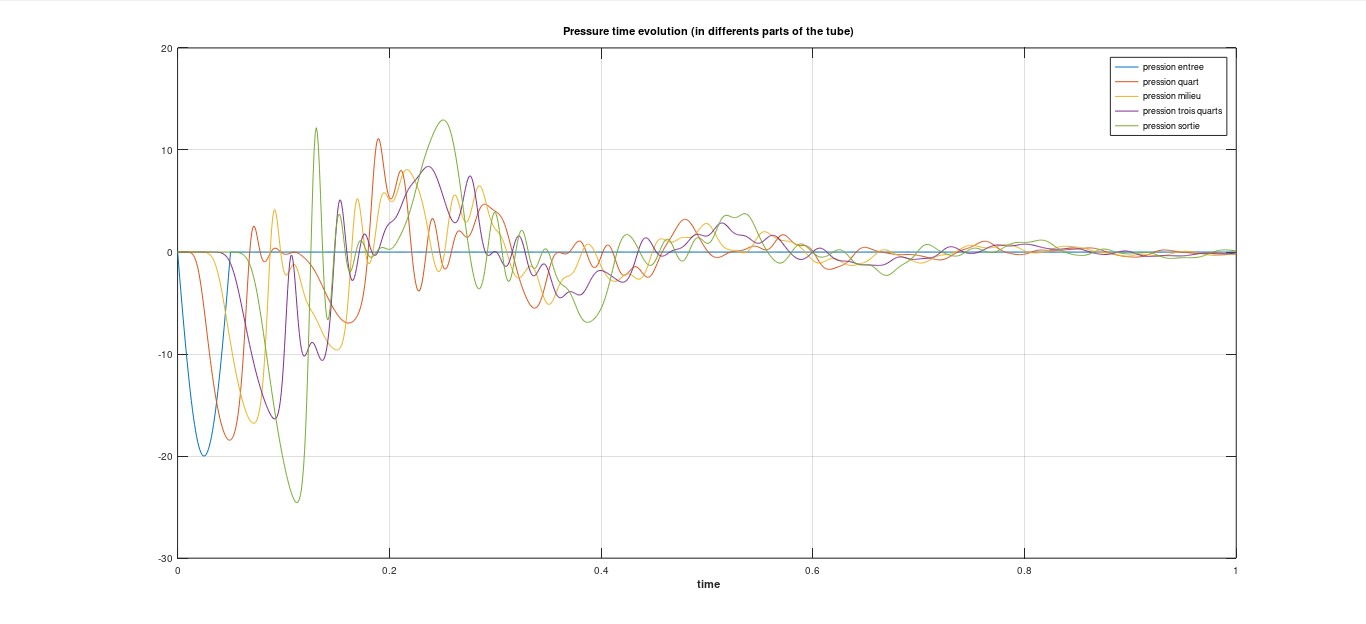 Pressure time evolution (in differents parts of the tube)
20
pression entree
pression quart
pression milieu
pression trois quarts
pression sortie
10
0
-10
-20
-30
0
0.2
0.4
0.6
0.8
1
time